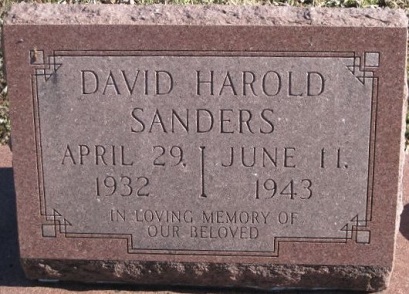 DAVID HAROLD
SANDERS
APRIL 29, JUNE 11,
1932 1943
IN LOVING MEMORY OF
OUR BELOVED